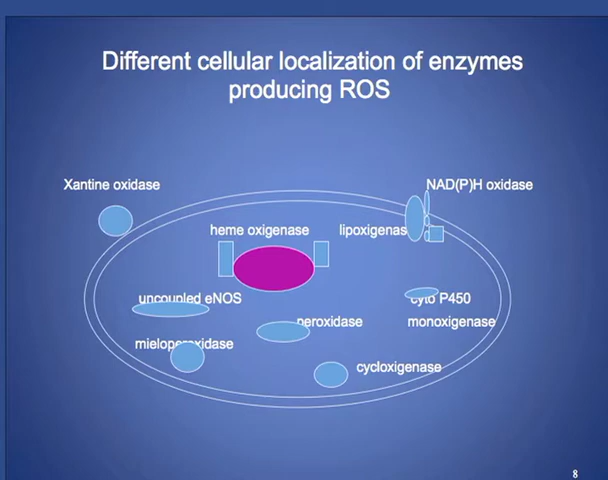 Different cellular localization of enzymes
producing ROS
Xantine oxidase
NAD(P)H oxidase
heme oxigenase
lipoxigenas
uncoupled eNOS
cyto P450
peroxidase
monoxigenase
mieloperoxidase
cycloxigenase
8